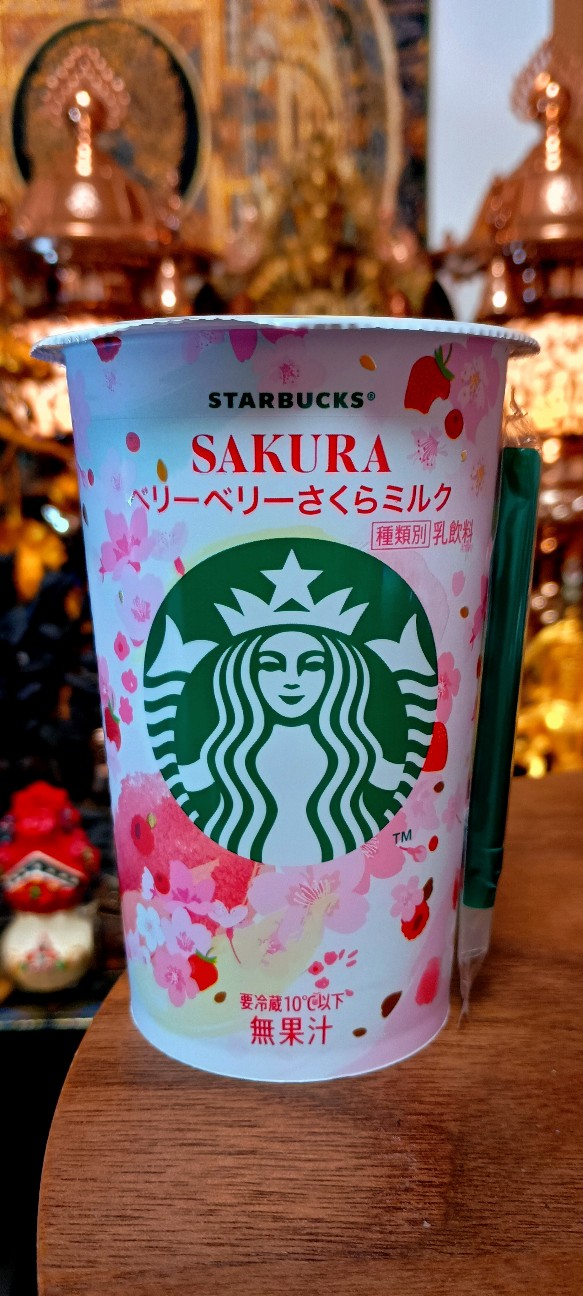 STARBUCKS®
SAKURA
ベリーベリーさくらミルク
種類別 乳飲料
TM
要冷蔵10℃以下
無果汁